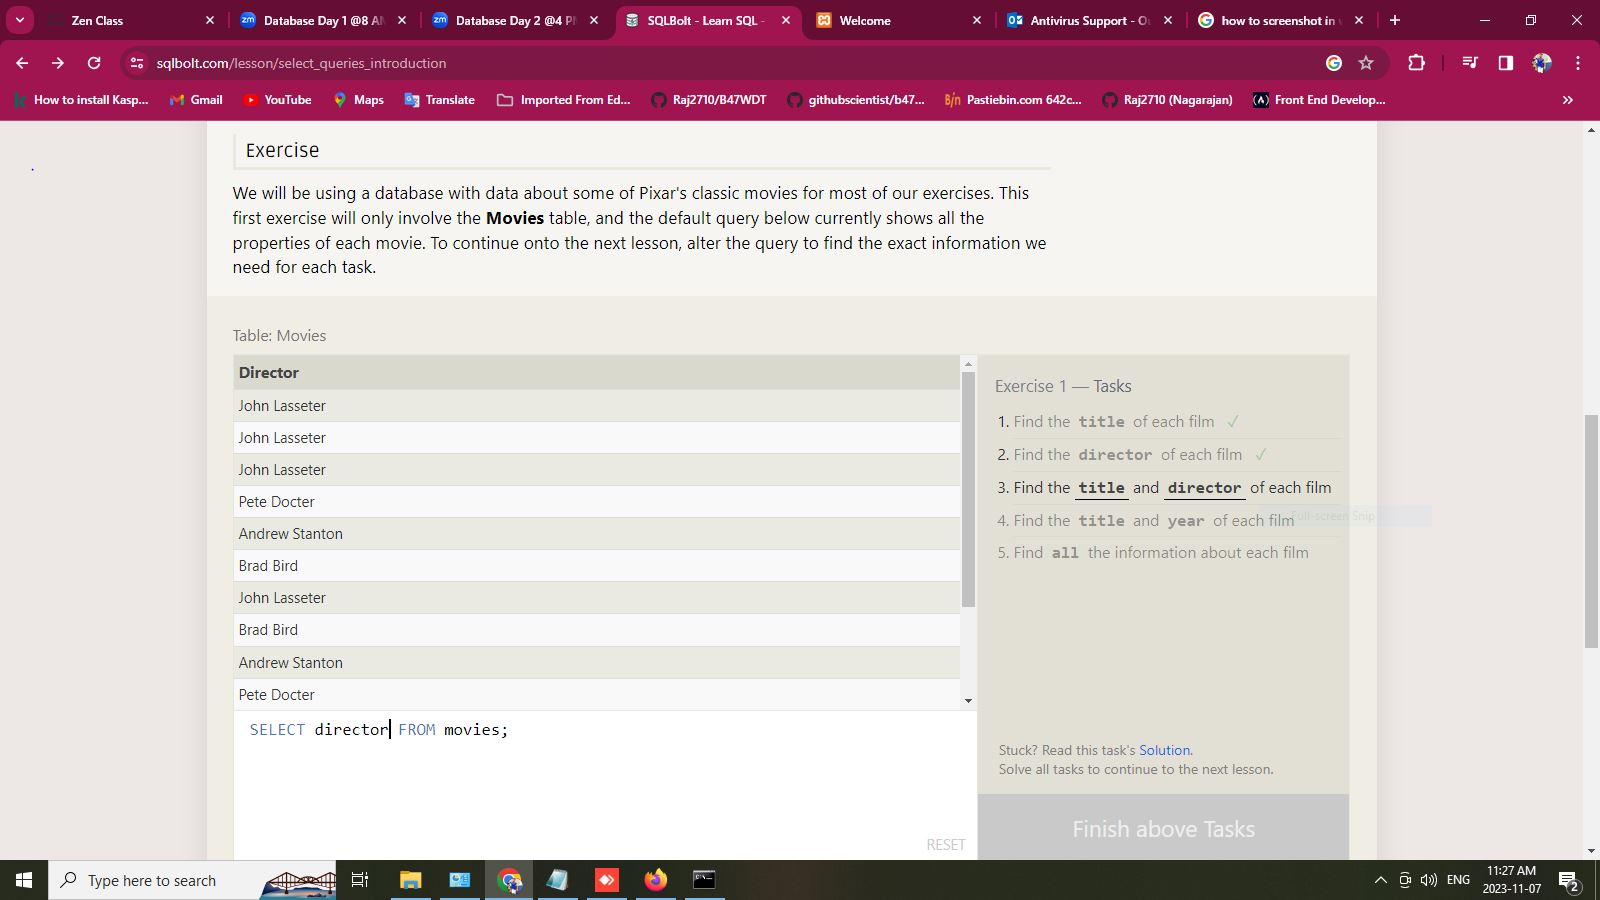 Zen Class
Database Day 1 @8 A
Database Day 2 @4 P
SQLBolt - Learn SQL -
Welcome
Antivirus Support - O
how to screenshot in
sqlbolt.com/lesson/select_queries_introduction
How to install Kasp...
Gmail
YouTube
Maps
Translate
Imported From Ed...
Raj2710/B47WDT
githubscientist/b47...
Pastiebin.com 642c...
Raj2710 (Nagarajan)
Front End Develop...
Exercise
We will be using a database with data about some of Pixar's classic movies for most of our exercises. This
first exercise will only involve the Movies table, and the default query below currently shows all the
properties of each movie. To continue onto the next lesson, alter the query to find the exact information we
need for each task.
Table: Movies
Director
John Lasseter
John Lasseter
John Lasseter
Pete Docter
Andrew Stanton
Brad Bird
John Lasseter
Brad Bird
Andrew Stanton
Pete Docter
SELECT director FROM movies;
RESET
Exercise 1 — Tasks
1. Find the title of each film ✓
2. Find the director of each film ✓
3. Find the title and director of each film
Full-screen Snip
4. Find the title and year of each film
5. Find all the information about each film
Stuck? Read this task's Solution.
Solve all tasks to continue to the next lesson.
Finish above Tasks
Type here to search
ENG
11:27 AM
2023-11-07
2